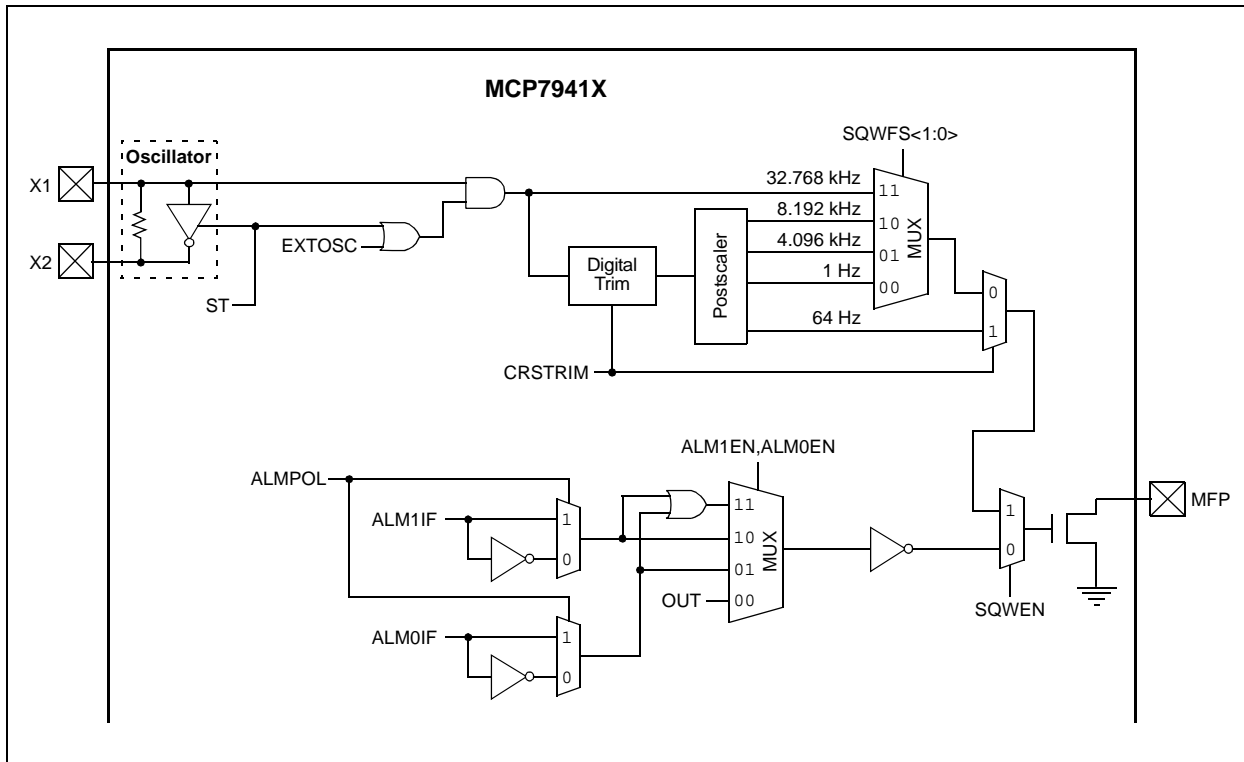 MCP7941X
SQWFS<1:0>
Oscillator
X1
X2
ST
EXTOSC
32.768 kHz
8.192 kHz
4.096 kHz
1 Hz
64 Hz
11
10
01
00
MUX
Digital
Trim
Postscaler
0
1
CRSTRIM
ALM1EN,ALM0EN
ALMPOL
ALM1IF
1
0
ALM0IF
1
0
OUT
11
10
01
00
MUX
1
0
SQWEN
MFP